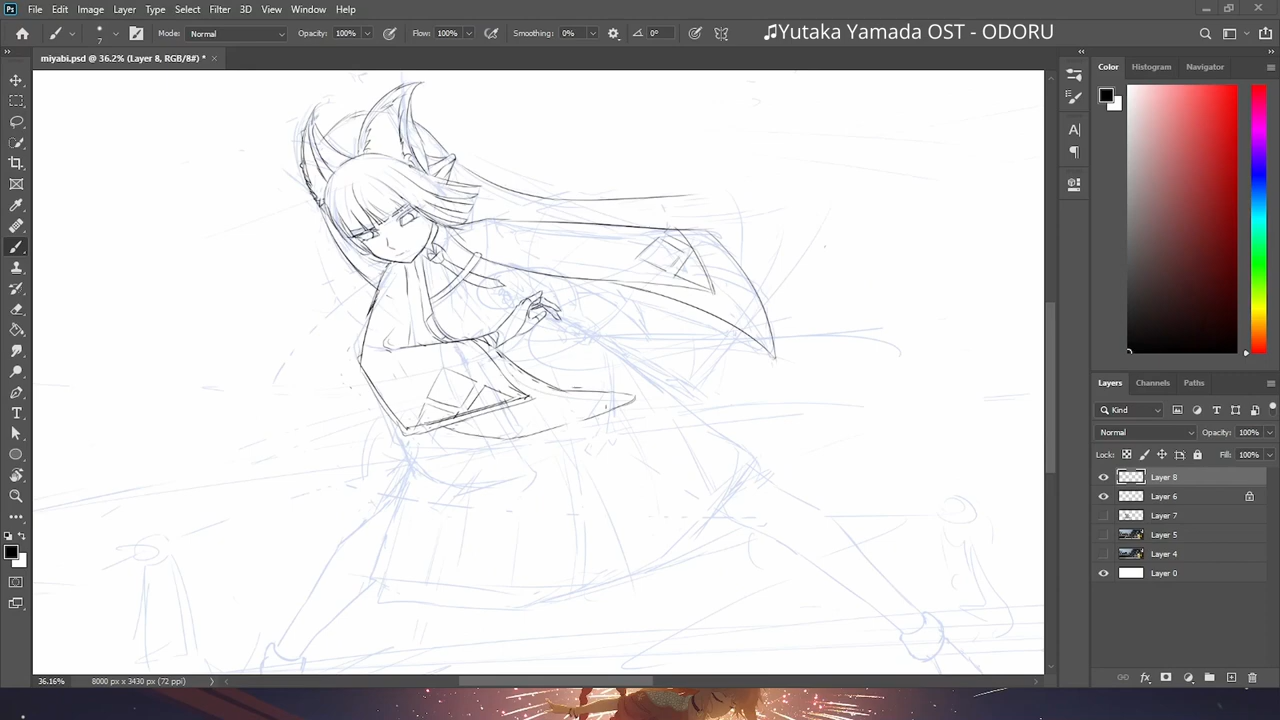 Ps File Edit Image Layer Type Select Filter 3D View Window Help
7 Mode: Normal Opacity: 100% Flow: 100% Smoothing: 0% 0°
♫Yutaka Yamada OST - ODORU
miyabi.psd @ 36.2% (Layer 8, RGB/8#) *
Color Histogram Navigator
Layers Channels Paths
Kind
Normal Opacity: 100%
Lock: Fill: 100%
Layer 8
Layer 6
Layer 7
Layer 5
Layer 4
Layer 0
36.16% 8000 px x 3430 px (72 ppi)